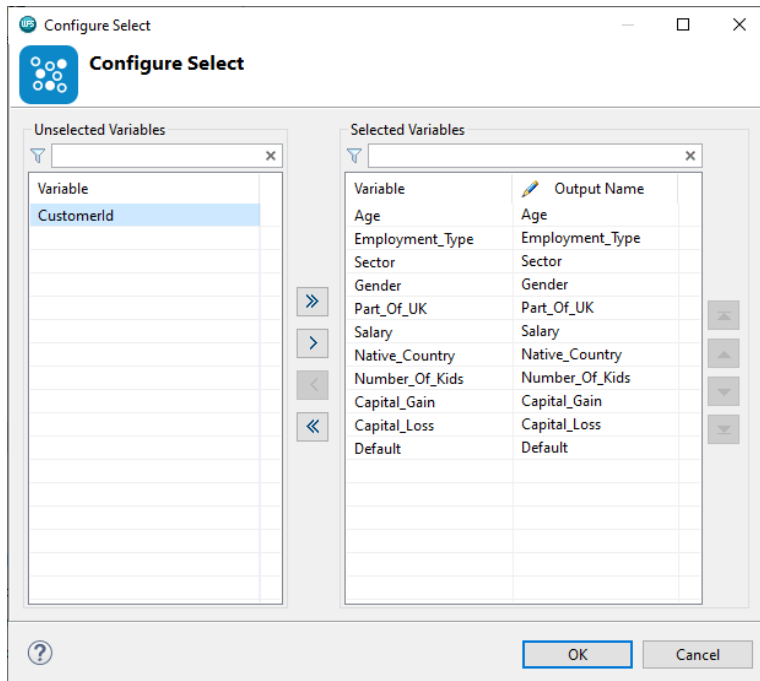 WPS Configure Select
Configure Select
Unselected Variables
Variable
CustomerId
Selected Variables
Variable Output Name
Age Age
Employment_Type Employment_Type
Sector Sector
Gender Gender
Part_Of_UK Part_Of_UK
Salary Salary
Native_Country Native_Country
Number_Of_Kids Number_Of_Kids
Capital_Gain Capital_Gain
Capital_Loss Capital_Loss
Default Default
? OK Cancel